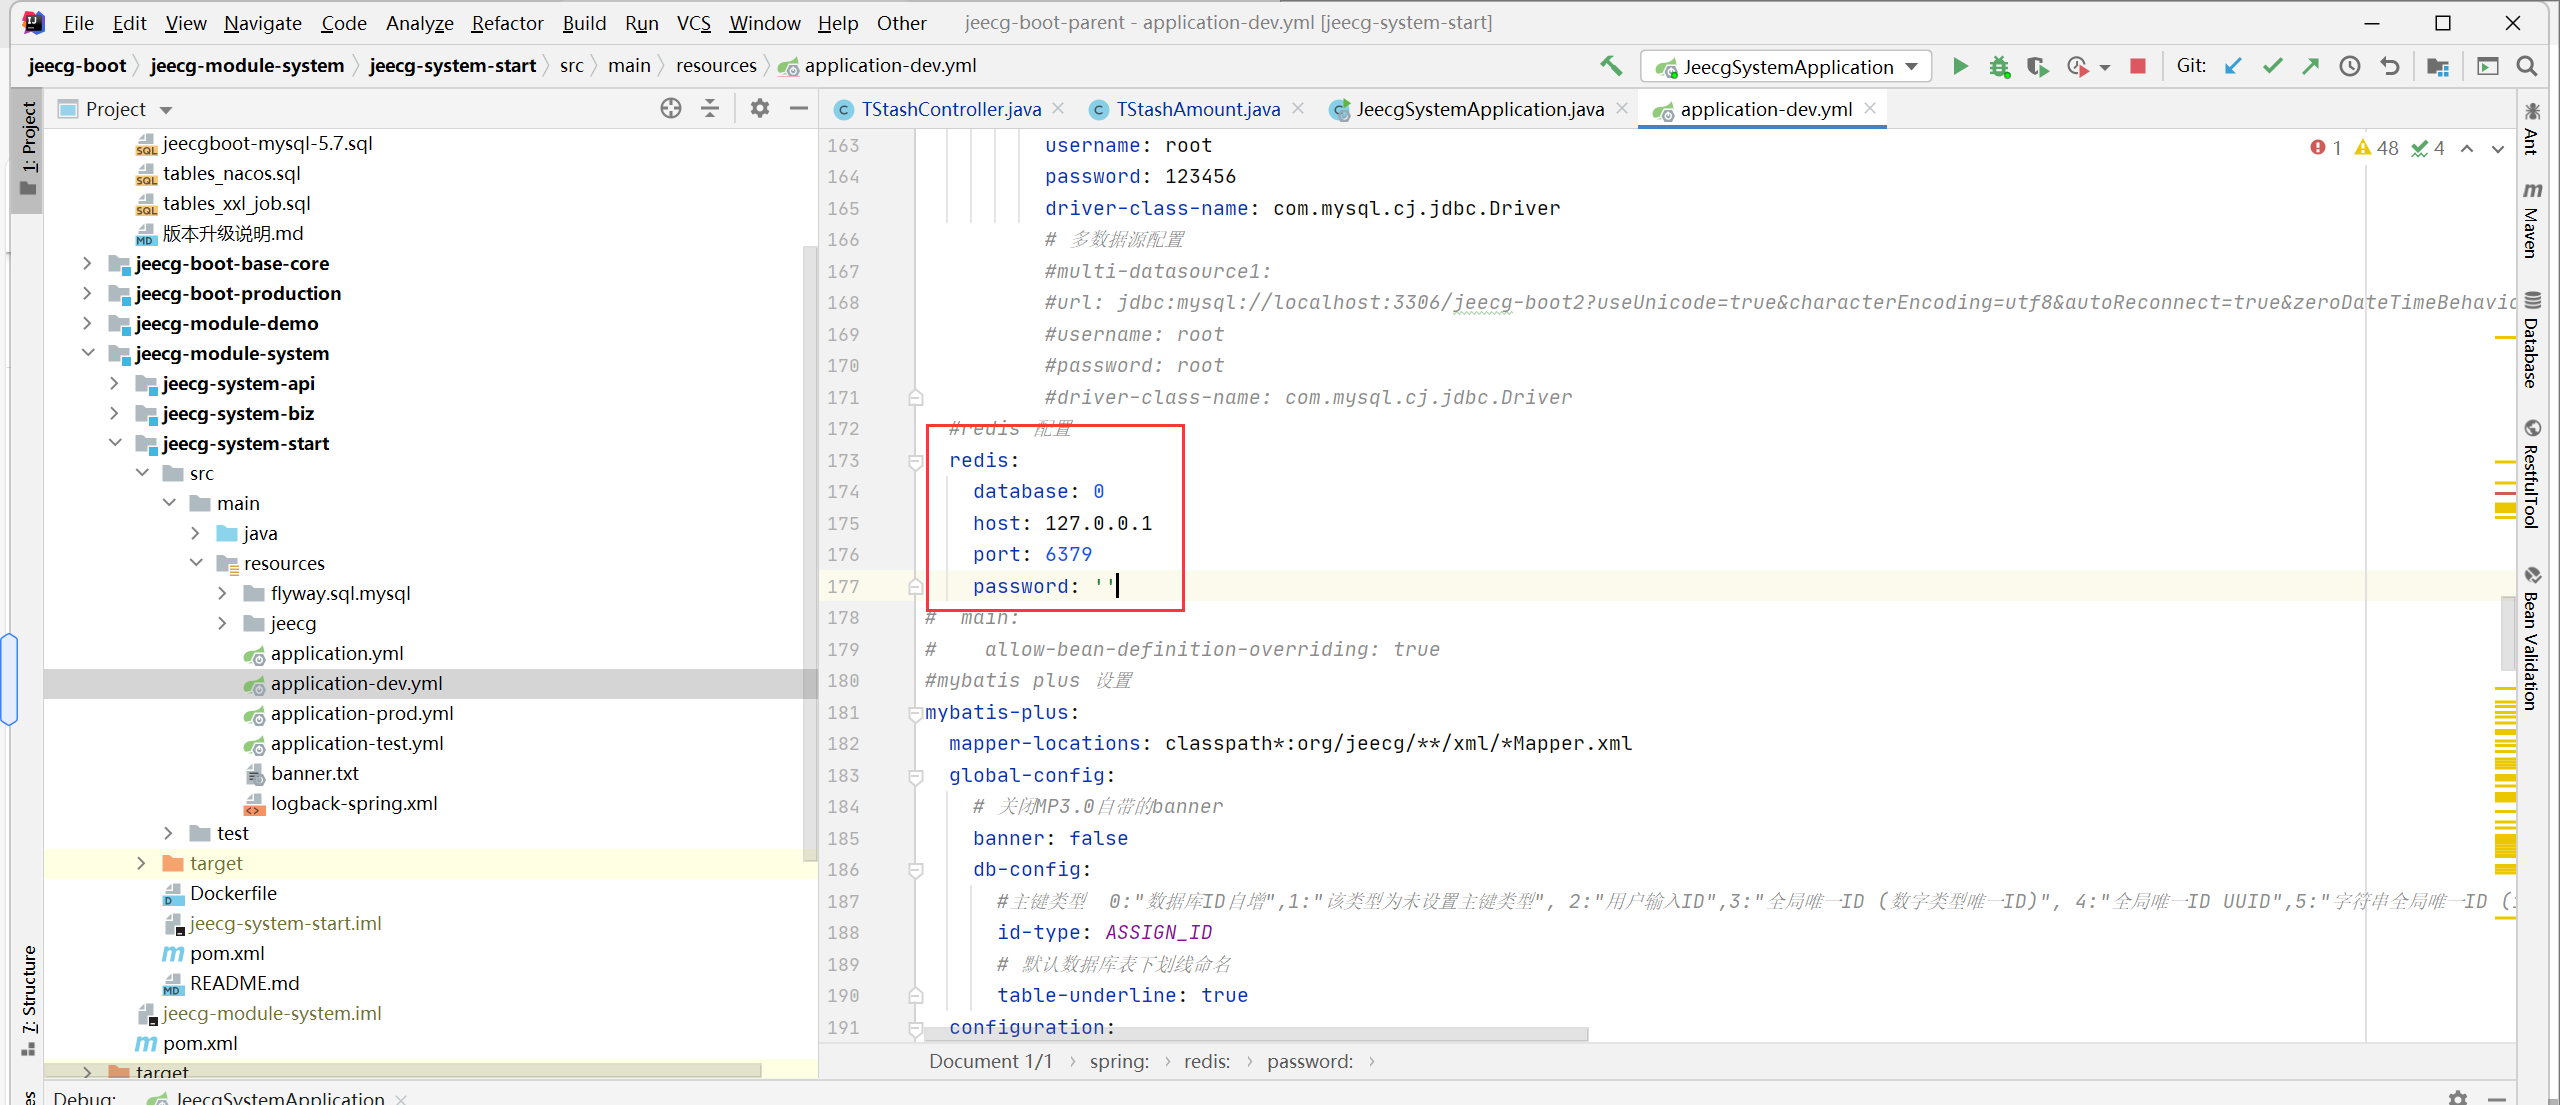 File Edit View Navigate Code Analyze Refactor Build Run VCS Window Help Other jeecg-boot-parent - application-dev.yml [jeecg-system-start]
jeecg-boot jeecg-module-system jeecg-system-start src main resources application-dev.yml JeecgSystemApplication Git:
Project
TStashController.java TStashAmount.java JeecgSystemApplication.java application-dev.yml
1: Project
7: Structure
jeecgboot-mysql-5.7.sql
tables_nacos.sql
tables_xxl_job.sql
版本升级说明.md
jeecg-boot-base-core
jeecg-boot-production
jeecg-module-demo
jeecg-module-system
jeecg-system-api
jeecg-system-biz
jeecg-system-start
src
main
java
resources
flyway.sql.mysql
jeecg
application.yml
application-dev.yml
application-prod.yml
application-test.yml
banner.txt
logback-spring.xml
test
target
Dockerfile
jeecg-system-start.iml
pom.xml
README.md
jeecg-module-system.iml
pom.xml
target
1 48 4
163 username: root
164 password: 123456
165 driver-class-name: com.mysql.cj.jdbc.Driver
166 # 多数据源配置
167 #multi-datasource1:
168 #url: jdbc:mysql://localhost:3306/jeecg-boot2?useUnicode=true&characterEncoding=utf8&autoReconnect=true&zeroDateTimeBehavio
169 #username: root
170 #password: root
171 #driver-class-name: com.mysql.cj.jdbc.Driver
172 #redis 配置
173 redis:
174 database: 0
175 host: 127.0.0.1
176 port: 6379
177 password: ''
178 # main:
179 # allow-bean-definition-overriding: true
180 #mybatis plus 设置
181 mybatis-plus:
182 mapper-locations: classpath*:org/jeecg/**/xml/*Mapper.xml
183 global-config:
184 # 关闭MP3.0自带的banner
185 banner: false
186 db-config:
187 #主键类型 0:"数据库ID自增",1:"该类型为未设置主键类型", 2:"用户输入ID",3:"全局唯一ID (数字类型唯一ID)", 4:"全局唯一ID UUID",5:"字符串全局唯一ID (
188 id-type: ASSIGN_ID
189 # 默认数据库表下划线命名
190 table-underline: true
191 configuration:
Document 1/1 › spring: › redis: › password: ›
Ant
Maven
Database
RestfulTool
Bean Validation
Debug: JeecgSystemApplication